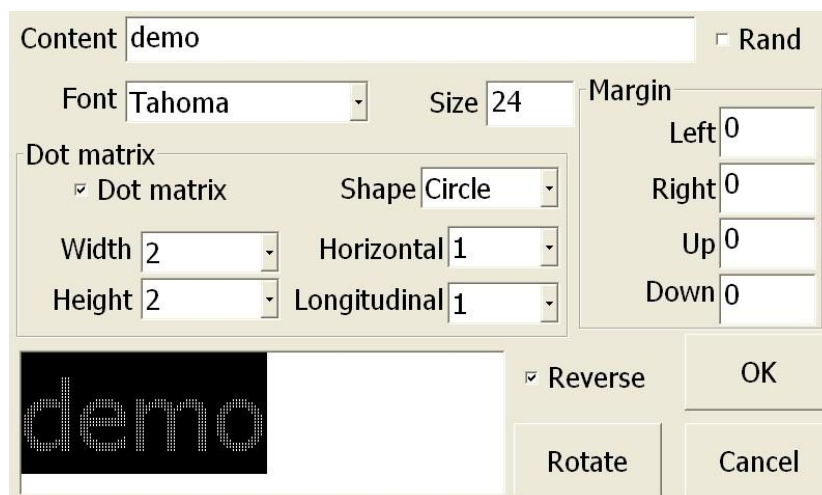 Content demo Rand
Font Tahoma Size 24 Margin
Left 0
Dot matrix
Dot matrix Shape Circle Right 0
Width 2 Horizontal 1 Up 0
Height 2 Longitudinal 1 Down 0
demo Reverse OK
Rotate Cancel